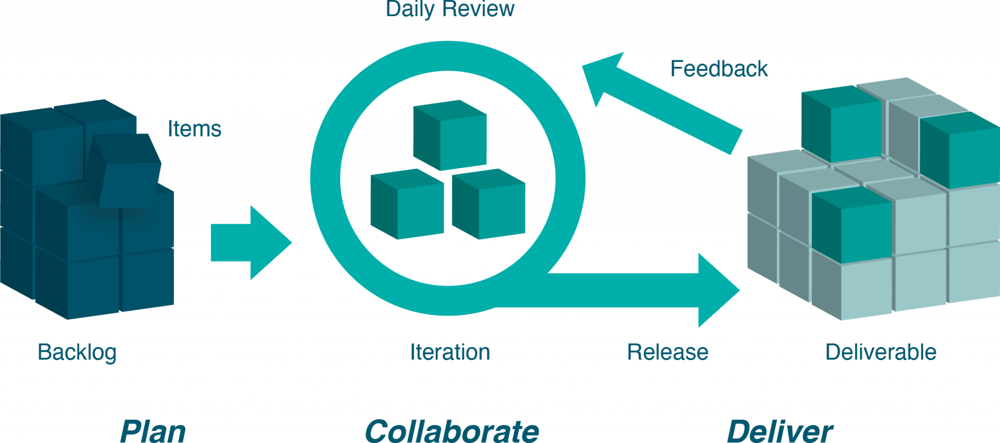 Daily Review
Feedback
Items
Backlog
Iteration
Release
Deliverable
Plan
Collaborate
Deliver